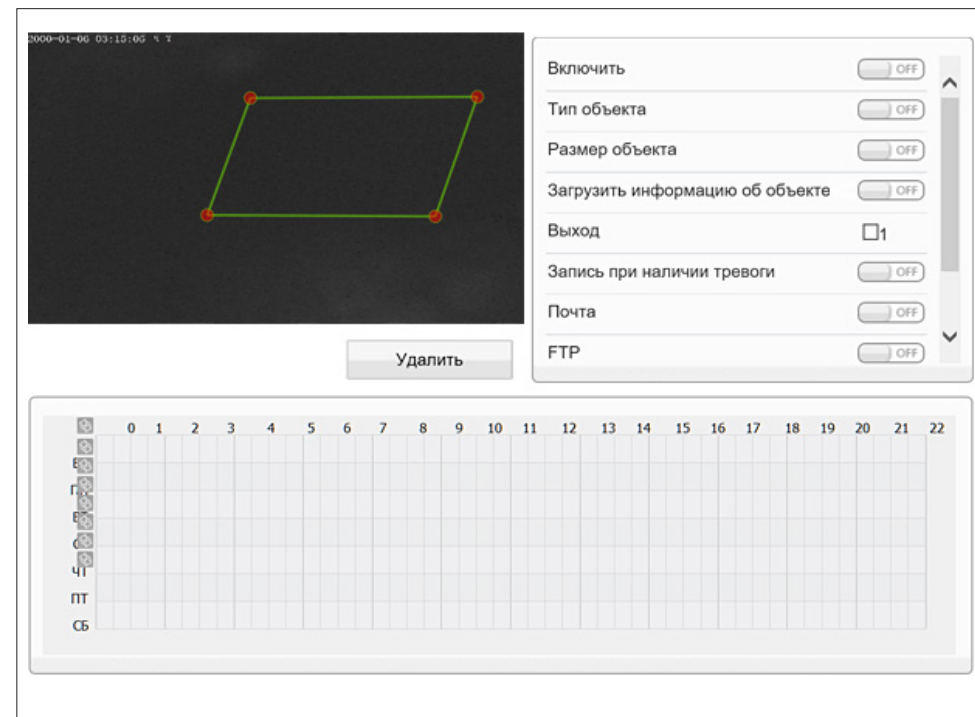 2000-01-06 03:15:05
Включить OFF
Тип объекта OFF
Размер объекта OFF
Загрузить информацию об объекте OFF
Выход 1
Запись при наличии тревоги OFF
Почта OFF
FTP OFF
Удалить
0 1 2 3 4 5 6 7 8 9 10 11 12 13 14 15 16 17 18 19 20 21 22
ЧТ
ПТ
СБ